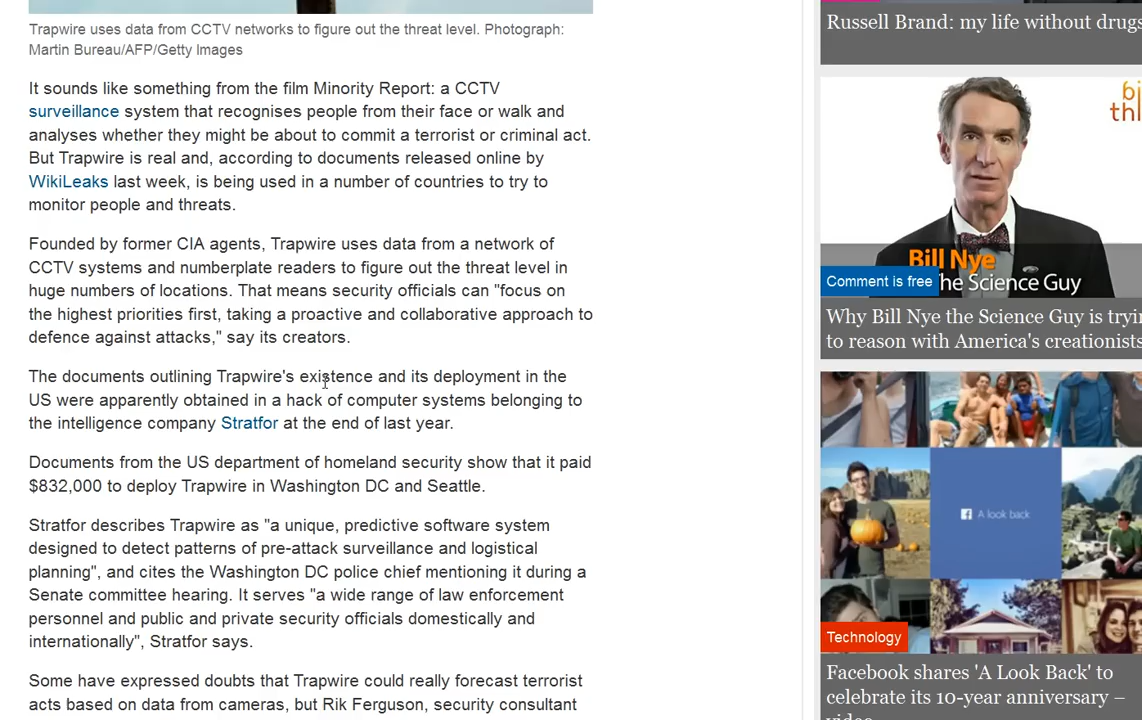 Trapwire uses data from CCTV networks to figure out the threat level. Photograph:
Martin Bureau/AFP/Getty Images
It sounds like something from the film Minority Report: a CCTV
surveillance system that recognises people from their face or walk and
analyses whether they might be about to commit a terrorist or criminal act.
But Trapwire is real and, according to documents released online by
WikiLeaks last week, is being used in a number of countries to try to
monitor people and threats.
Founded by former CIA agents, Trapwire uses data from a network of
CCTV systems and numberplate readers to figure out the threat level in
huge numbers of locations. That means security officials can "focus on
the highest priorities first, taking a proactive and collaborative approach to
defence against attacks," say its creators.
The documents outlining Trapwire's existence and its deployment in the
US were apparently obtained in a hack of computer systems belonging to
the intelligence company Stratfor at the end of last year.
Documents from the US department of homeland security show that it paid
$832,000 to deploy Trapwire in Washington DC and Seattle.
Stratfor describes Trapwire as "a unique, predictive software system
designed to detect patterns of pre-attack surveillance and logistical
planning", and cites the Washington DC police chief mentioning it during a
Senate committee hearing. It serves "a wide range of law enforcement
personnel and public and private security officials domestically and
internationally", Stratfor says.
Some have expressed doubts that Trapwire could really forecast terrorist
acts based on data from cameras, but Rik Ferguson, security consultant
Russell Brand: my life without drugs
bi
thi
Bill Nye
he Science Guy
Comment is free
Why Bill Nye the Science Guy is tryin
to reason with America's creationists
A look back
Technology
Facebook shares 'A Look Back' to
celebrate its 10-year anniversary –
video